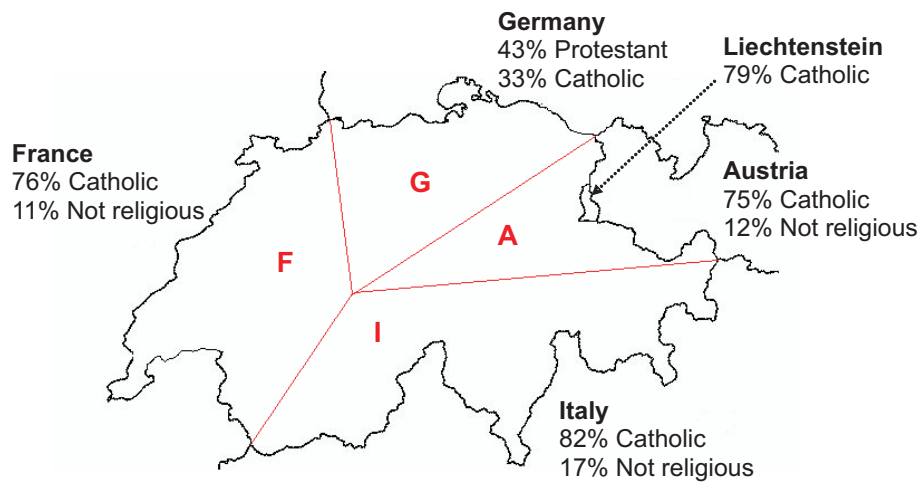 Germany
43% Protestant
33% Catholic
Liechtenstein
79% Catholic
France
76% Catholic
11% Not religious
Austria
75% Catholic
12% Not religious
G
A
F
I
Italy
82% Catholic
17% Not religious